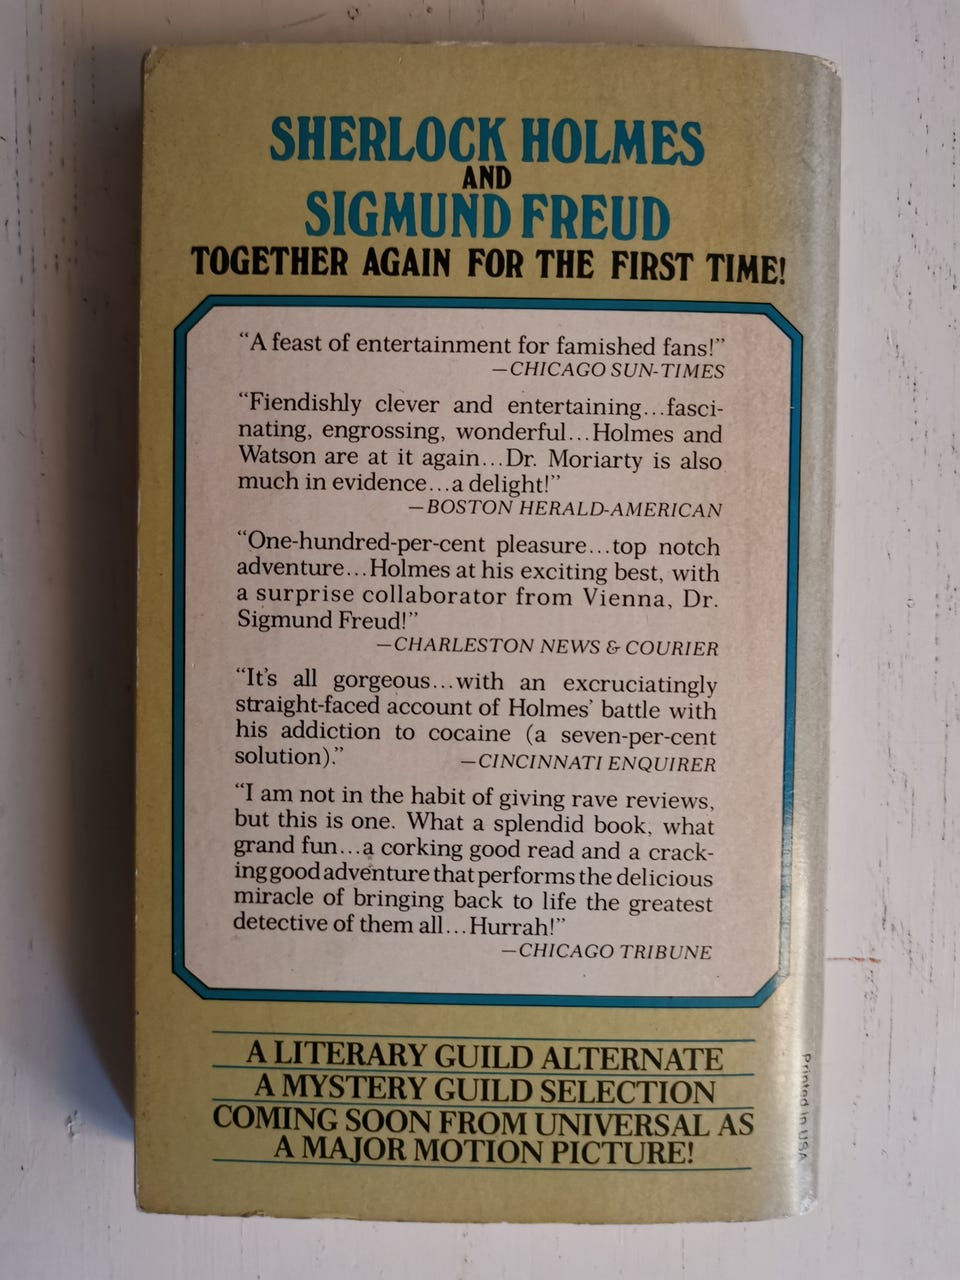 SHERLOCK HOLMES
AND
SIGMUND FREUD
TOGETHER AGAIN FOR THE FIRST TIME!
“A feast of entertainment for famished fans!”
—CHICAGO SUN-TIMES
“Fiendishly clever and entertaining...fasci-
nating, engrossing, wonderful...Holmes and
Watson are at it again...Dr. Moriarty is also
much in evidence...a delight!”
—BOSTON HERALD-AMERICAN
“One-hundred-per-cent pleasure...top notch
adventure...Holmes at his exciting best, with
a surprise collaborator from Vienna, Dr.
Sigmund Freud!”
—CHARLESTON NEWS & COURIER
“It’s all gorgeous...with an excruciatingly
straight-faced account of Holmes’ battle with
his addiction to cocaine (a seven-per-cent
solution).” —CINCINNATI ENQUIRER
“I am not in the habit of giving rave reviews,
but this is one. What a splendid book, what
grand fun...a corking good read and a crack-
ing good adventure that performs the delicious
miracle of bringing back to life the greatest
detective of them all...Hurrah!”
—CHICAGO TRIBUNE
A LITERARY GUILD ALTERNATE
A MYSTERY GUILD SELECTION
COMING SOON FROM UNIVERSAL AS
A MAJOR MOTION PICTURE!
Printed in USA